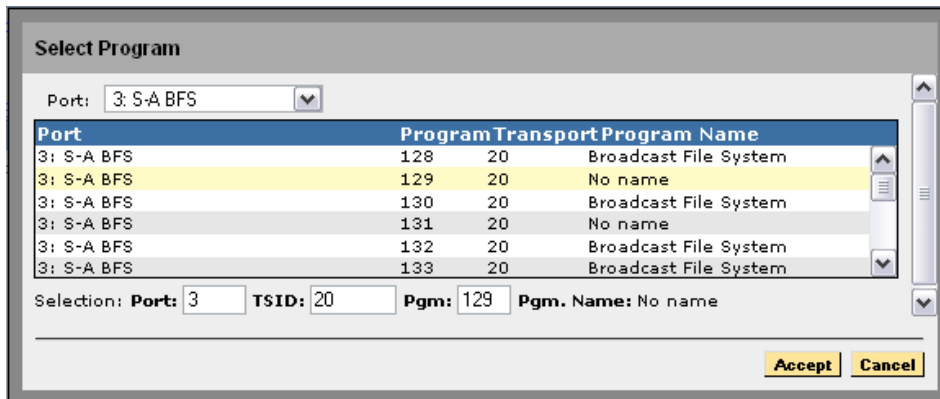 Select Program
Port: 3: S-A BFS
Port Program Transport Program Name
3: S-A BFS 128 20 Broadcast File System
3: S-A BFS 129 20 No name
3: S-A BFS 130 20 Broadcast File System
3: S-A BFS 131 20 No name
3: S-A BFS 132 20 Broadcast File System
3: S-A BFS 133 20 Broadcast File System
Selection: Port: 3 TSID: 20 Pgm: 129 Pgm. Name: No name
Accept Cancel